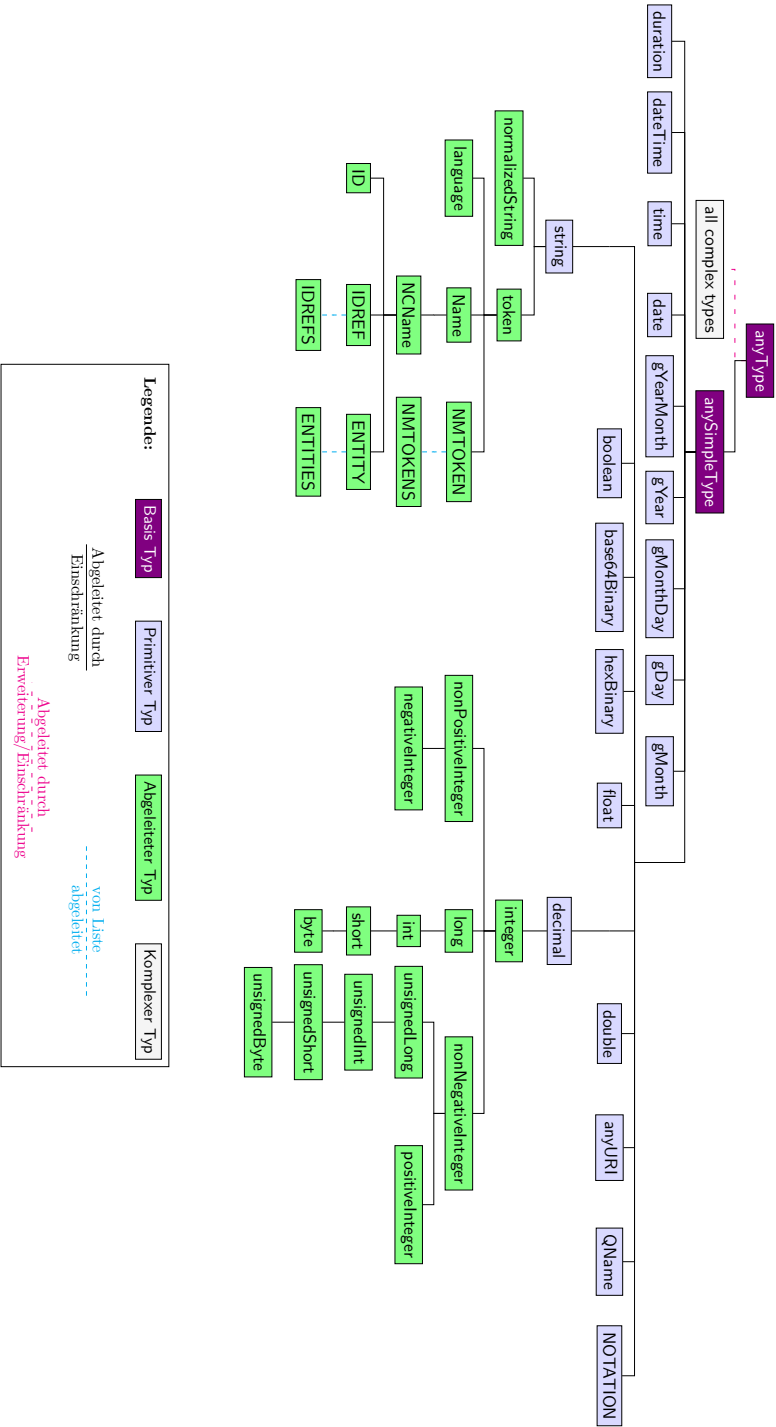 anyType
all complex types
anySimpleType
duration
dateTime
time
date
gYearMonth
gYear
gMonthDay
gDay
gMonth
boolean
base64Binary
hexBinary
float
double
anyURI
QName
NOTATION
string
decimal
normalizedString
token
integer
language
Name
NMTOKEN
nonPositiveInteger
long
nonNegativeInteger
NCName
NMTOKENS
negativeInteger
int
unsignedLong
positiveInteger
ID
IDREF
ENTITY
short
unsignedInt
IDREFS
ENTITIES
byte
unsignedShort
unsignedByte
Legende:
Basis Typ
Primitiver Typ
Abgeleiteter Typ
Komplexer Typ
Abgeleitet durch
Einschränkung
von Liste
abgeleitet
Abgeleitet durch
Erweiterung/Einschränkung